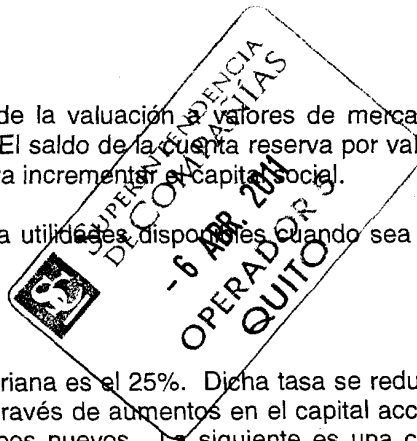 de la valuación a valores de merca
El saldo de la cuenta reserva por val
ra incrementar el capital social.
a utilidades disponibles cuando sea
SUPERINTENDENCIA
DE COMPAÑÍAS
- 6 ABR. 2011
OPERADOR 5
QUITO
riana es el 25%. Dicha tasa se redu
ravés de aumentos en el capital acc
pos nuevos. La siguiente es una